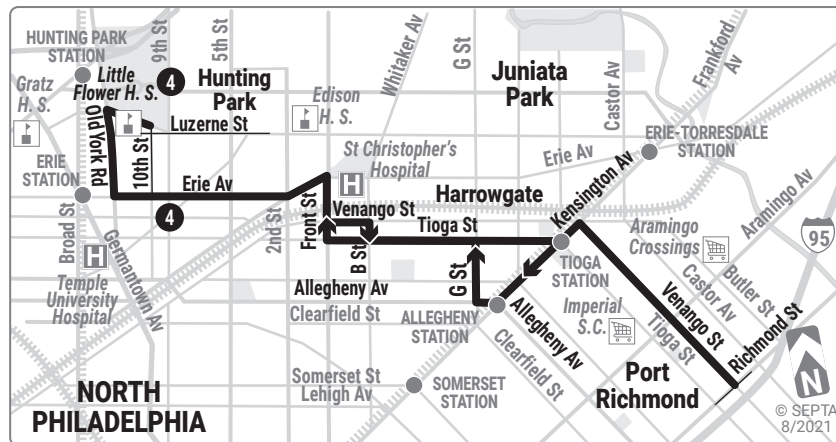 HUNTING PARK
STATION
9th St
5th St
Whitaker Av
G St
Castor Av
Frankford
Av
Gratz
H. S.
Little
Flower H. S.
4
Hunting
Park
Edison
H. S.
Juniata
Park
Luzerne St
Old York Rd
10th St
St Christopher's
Hospital
Erie Av
ERIE-TORRESDALE
STATION
ERIE
STATION
Erie Av
H
Harrowgate
Kensington Av
Aramingo Av
4
Broad St
Germantown Av
2nd St
Front St
Venango St
Tioga St
B St
Aramingo
Crossings
95
H
Temple
University
Hospital
Allegheny Av
Clearfield St
G St
TIOGA
STATION
Castor Av
Butler St
ALLEGHENY
STATION
Allegheny Av
Imperial
S.C.
Venango St
Tioga St
Richmond St
Clearfield St
Somerset St
Lehigh Av
SOMERSET
STATION
Port
Richmond
N
NORTH
PHILADELPHIA
© SEPTA
8/2021